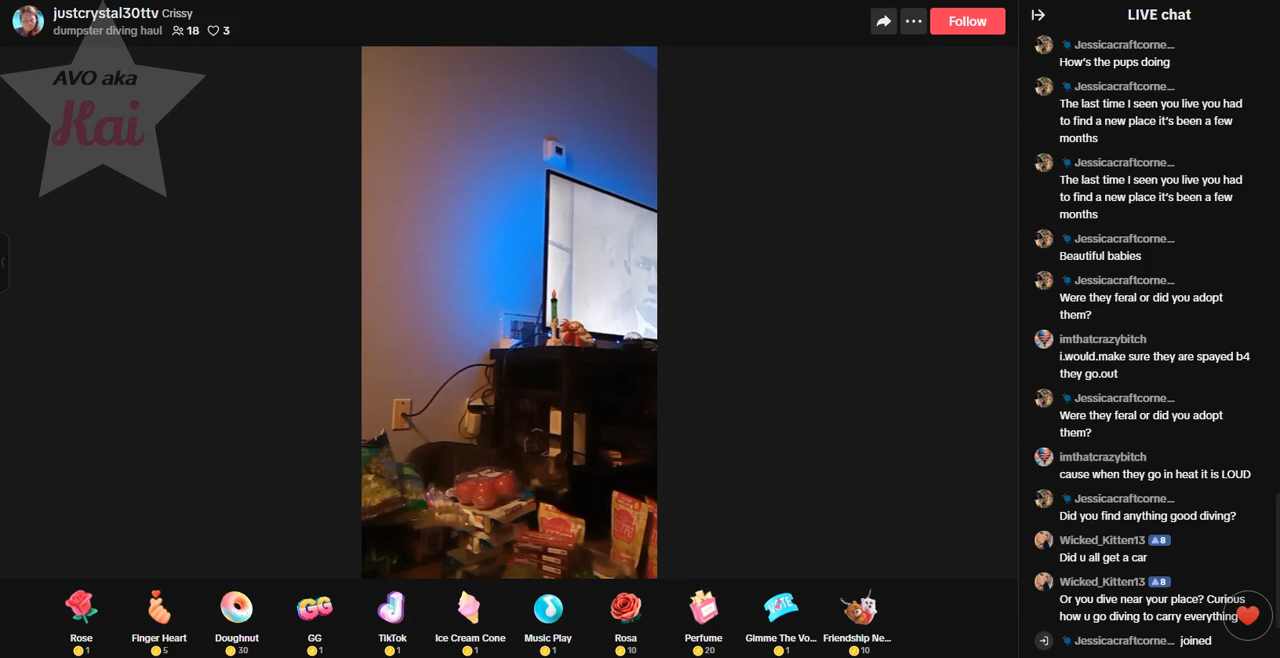 justcrystal30ttv Crissy
dumpster diving haul 18 3
Follow
AVO aka
Kai
LIVE chat
Jessicacraftcorne...
How's the pups doing
Jessicacraftcorne...
The last time I seen you live you had
to find a new place it's been a few
months
Jessicacraftcorne...
The last time I seen you live you had
to find a new place it's been a few
months
Jessicacraftcorne...
Beautiful babies
Jessicacraftcorne...
Were they feral or did you adopt
them?
imthatcrazybitch
i.would.make sure they are spayed b4
they go.out
Jessicacraftcorne...
Were they feral or did you adopt
them?
imthatcrazybitch
cause when they go in heat it is LOUD
Jessicacraftcorne...
Did you find anything good diving?
Wicked_Kitten13 8
Did u all get a car
Wicked_Kitten13 8
Or you dive near your place? Curious
how u go diving to carry everything
Jessicacraftcorne... joined
GG
VOTE
Rose Finger Heart Doughnut GG TikTok Ice Cream Cone Music Play Rosa Perfume GImme The Vo... Friendship Ne...
1 5 30 1 1 1 1 10 20 1 10